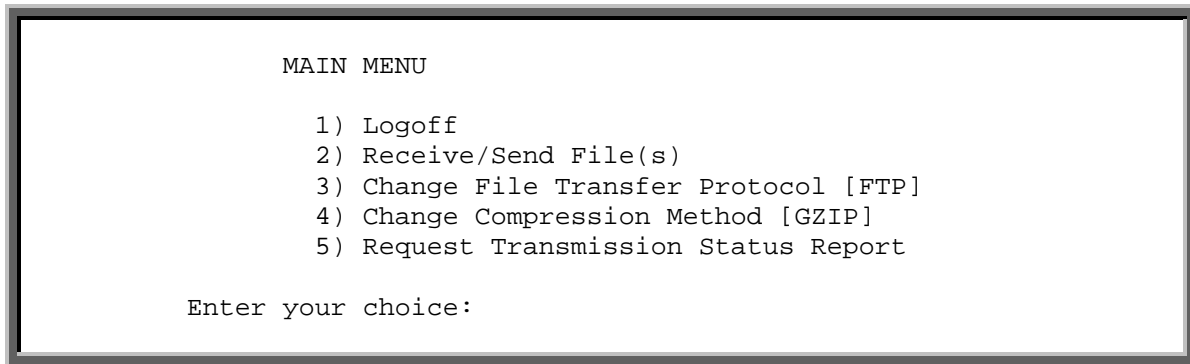 MAIN MENU
1) Logoff
2) Receive/Send File(s)
3) Change File Transfer Protocol [FTP]
4) Change Compression Method [GZIP]
5) Request Transmission Status Report
Enter your choice: